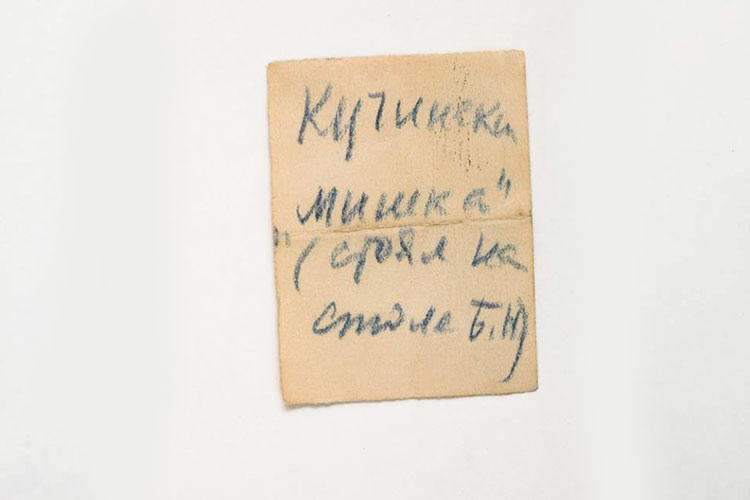 Кучински
„мишка"
(стоял на
столе Б.Н)